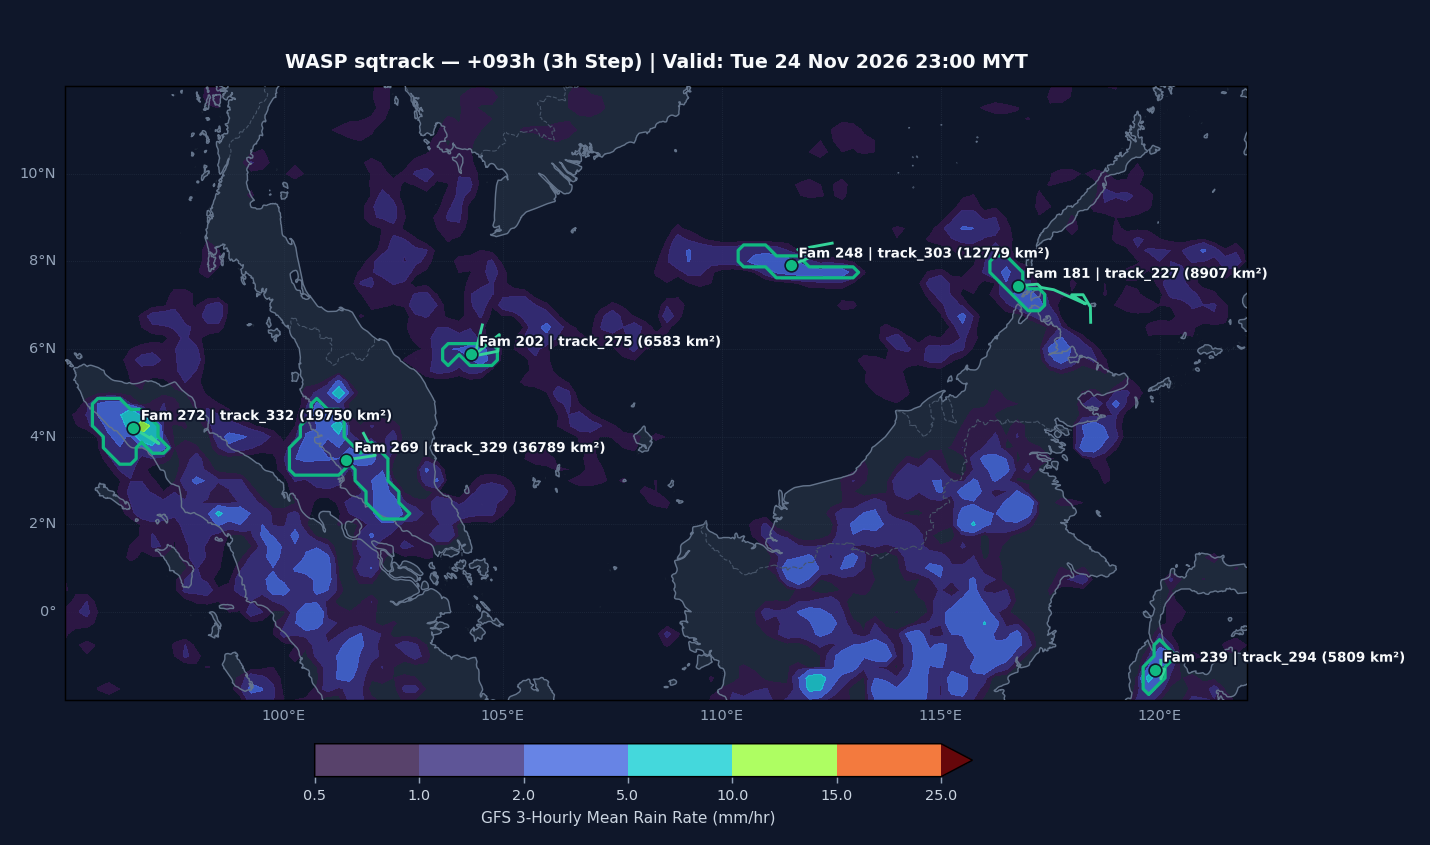 WASP sqtrack — +093h (3h Step) | Valid: Tue 24 Nov 2026 23:00 MYT
10°N
8°N
Fam 248 | track_303 (12779 km²)
Fam 181 | track_227 (8907 km²)
6°N
Fam 202 | track_275 (6583 km²)
4°N
Fam 272 | track_332 (19750 km²)
Fam 269 | track_329 (36789 km²)
2°N
0°
Fam 239 | track_294 (5809 km²)
100°E 105°E 110°E 115°E 120°E
0.5 1.0 2.0 5.0 10.0 15.0 25.0
GFS 3-Hourly Mean Rain Rate (mm/hr)